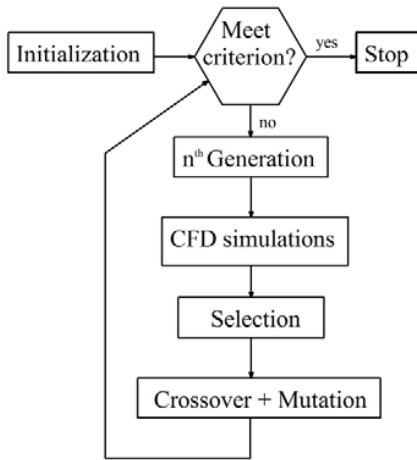 Meet
criterion?
Initialization
yes
Stop
no
nᵗʰ Generation
CFD simulations
Selection
Crossover + Mutation